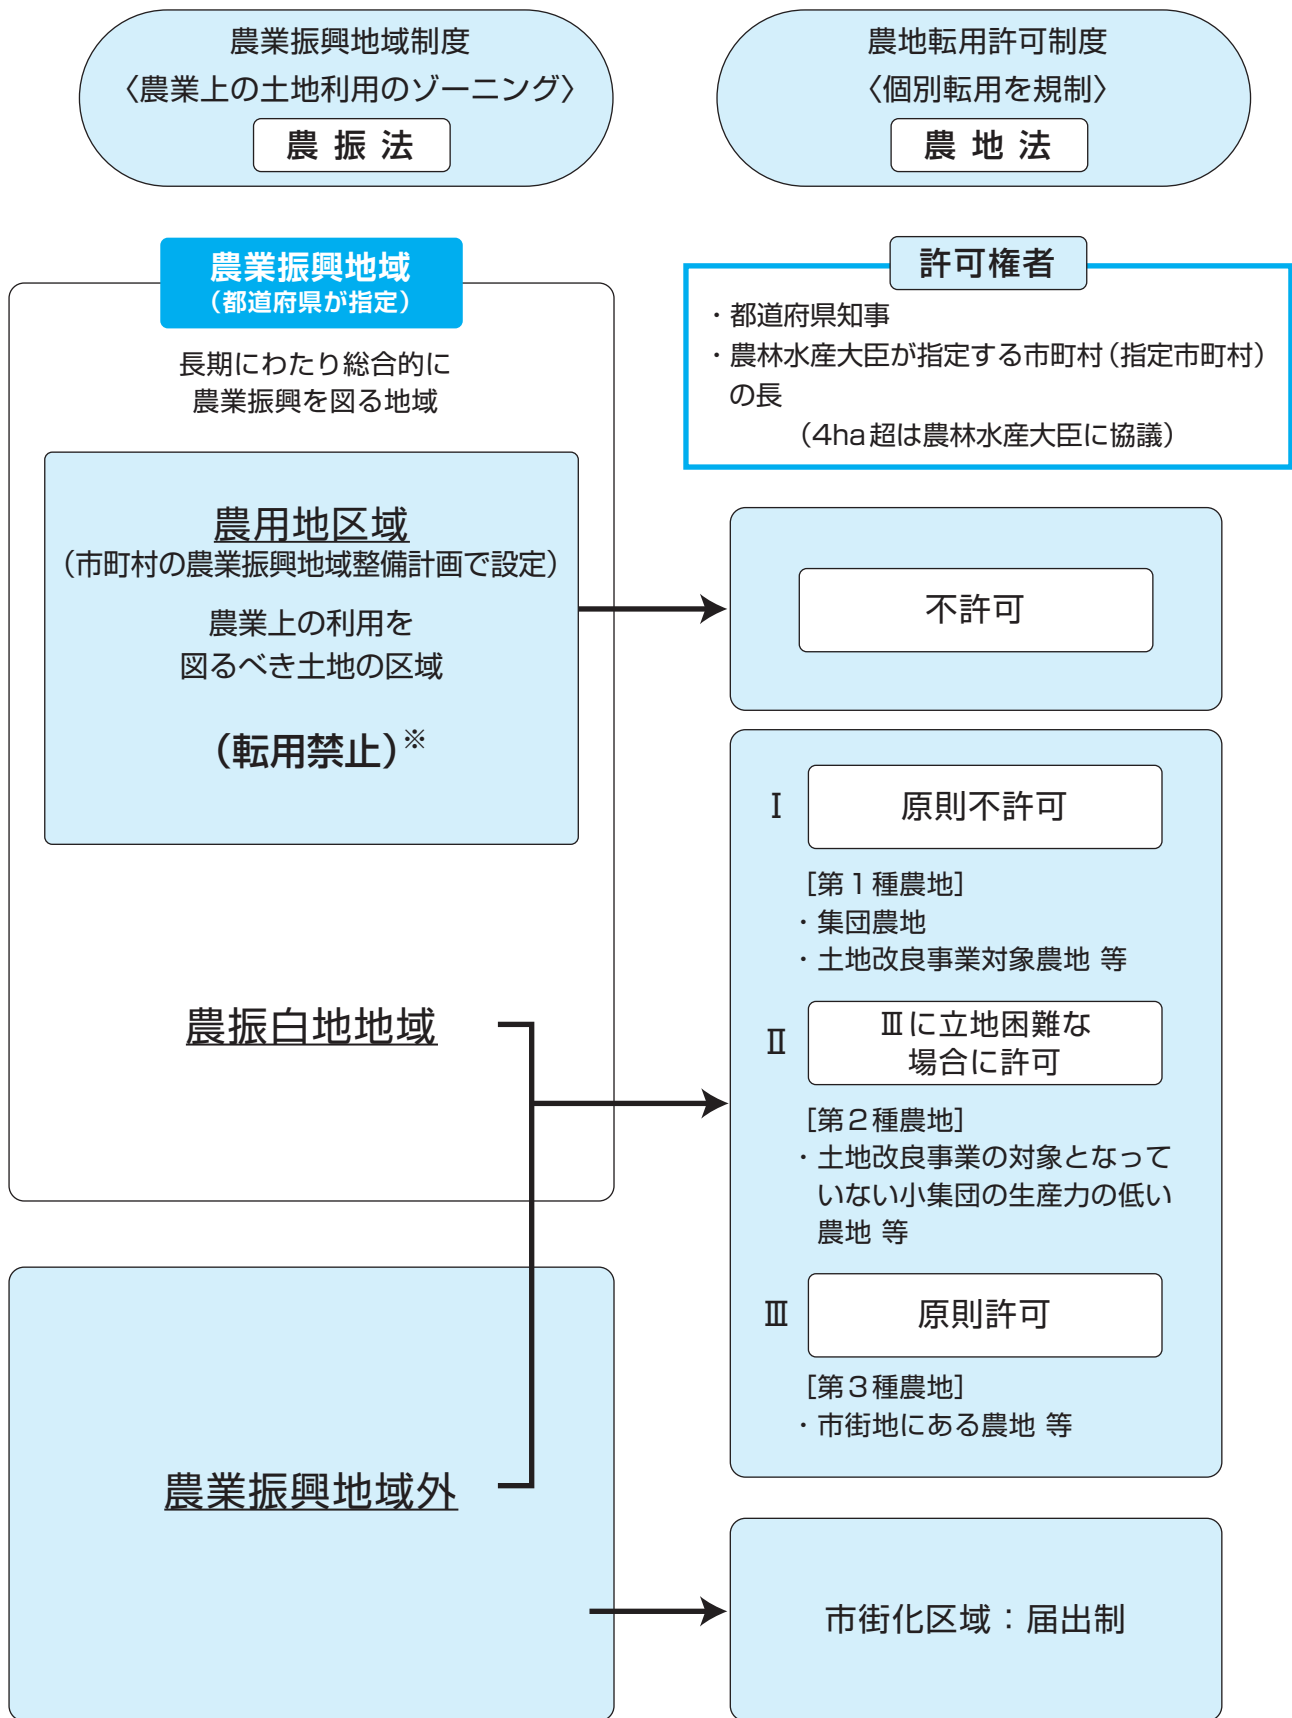 農業振興地域制度
〈農業上の土地利用のゾーニング〉
農 振 法
農地転用許可制度
〈個別転用を規制〉
農 地 法
農業振興地域
（都道府県が指定）
長期にわたり総合的に
農業振興を図る地域
農用地区域
（市町村の農業振興地域整備計画で設定）
農業上の利用を
図るべき土地の区域
（転用禁止）※
農振白地地域
農業振興地域外
許可権者
・都道府県知事
・農林水産大臣が指定する市町村（指定市町村）
の長
（4ha超は農林水産大臣に協議）
不許可
Ⅰ 原則不許可
［第１種農地］
・集団農地
・土地改良事業対象農地 等
Ⅱ Ⅲに立地困難な
場合に許可
［第２種農地］
・土地改良事業の対象となって
いない小集団の生産力の低い
農地 等
Ⅲ 原則許可
［第３種農地］
・市街地にある農地 等
市街化区域：届出制